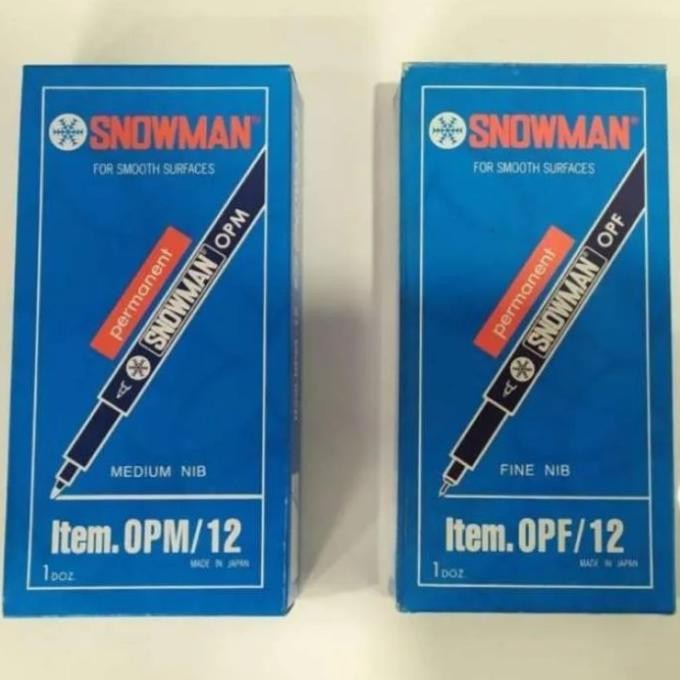 SNOWMAN
FOR SMOOTH SURFACES
permanent
SNOWMAN OPM
MEDIUM NIB
Item. OPM/12
MADE IN JAPAN
1 DOZ.
SNOWMAN
FOR SMOOTH SURFACES
permanent
SNOWMAN OPF
FINE NIB
Item. OPF/12
MADE IN JAPAN
1 DOZ.